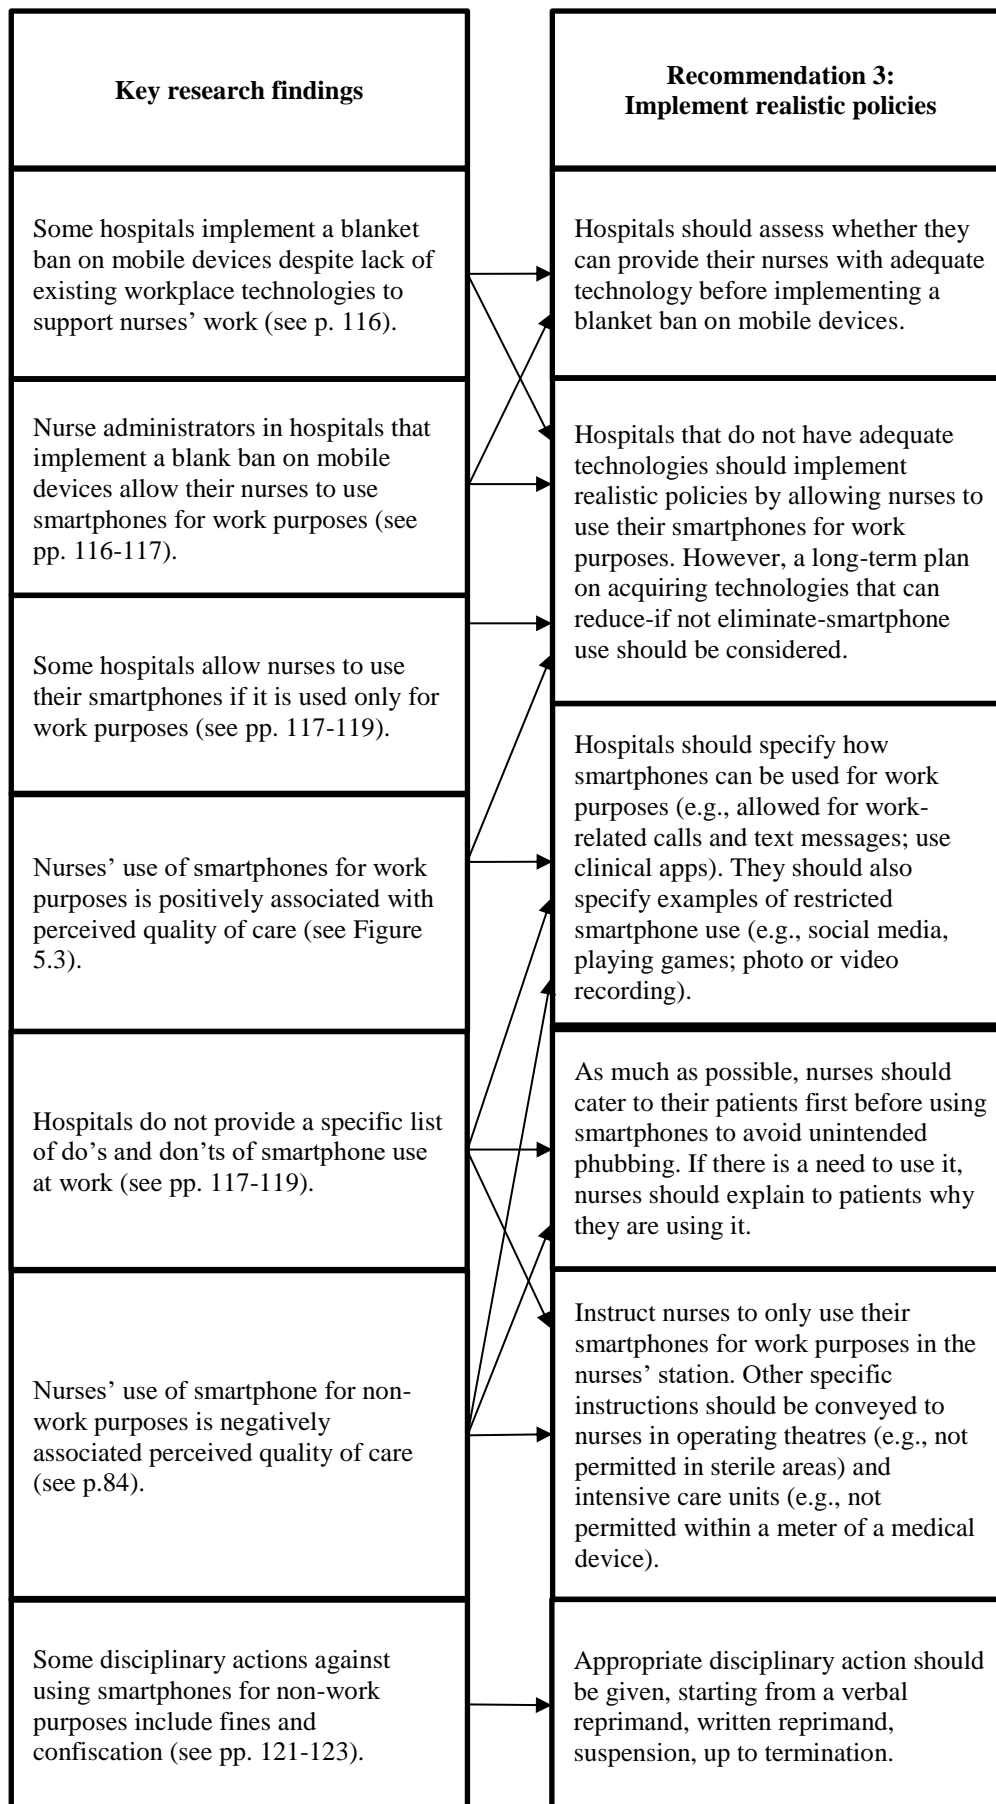 Key research findings
Some hospitals implement a blanket
ban on mobile devices despite lack of
existing workplace technologies to
support nurses’ work (see p. 116).
Nurse administrators in hospitals that
implement a blank ban on mobile
devices allow their nurses to use
smartphones for work purposes (see
pp. 116-117).
Some hospitals allow nurses to use
their smartphones if it is used only for
work purposes (see pp. 117-119).
Nurses’ use of smartphones for work
purposes is positively associated with
perceived quality of care (see Figure
5.3).
Hospitals do not provide a specific list
of do’s and don’ts of smartphone use
at work (see pp. 117-119).
Nurses’ use of smartphone for non-
work purposes is negatively
associated perceived quality of care
(see p.84).
Some disciplinary actions against
using smartphones for non-work
purposes include fines and
confiscation (see pp. 121-123).
Recommendation 3:
Implement realistic policies
Hospitals should assess whether they
can provide their nurses with adequate
technology before implementing a
blanket ban on mobile devices.
Hospitals that do not have adequate
technologies should implement
realistic policies by allowing nurses to
use their smartphones for work
purposes. However, a long-term plan
on acquiring technologies that can
reduce-if not eliminate-smartphone
use should be considered.
Hospitals should specify how
smartphones can be used for work
purposes (e.g., allowed for work-
related calls and text messages; use
clinical apps). They should also
specify examples of restricted
smartphone use (e.g., social media,
playing games; photo or video
recording).
As much as possible, nurses should
cater to their patients first before using
smartphones to avoid unintended
phubbing. If there is a need to use it,
nurses should explain to patients why
they are using it.
Instruct nurses to only use their
smartphones for work purposes in the
nurses’ station. Other specific
instructions should be conveyed to
nurses in operating theatres (e.g., not
permitted in sterile areas) and
intensive care units (e.g., not
permitted within a meter of a medical
device).
Appropriate disciplinary action should
be given, starting from a verbal
reprimand, written reprimand,
suspension, up to termination.